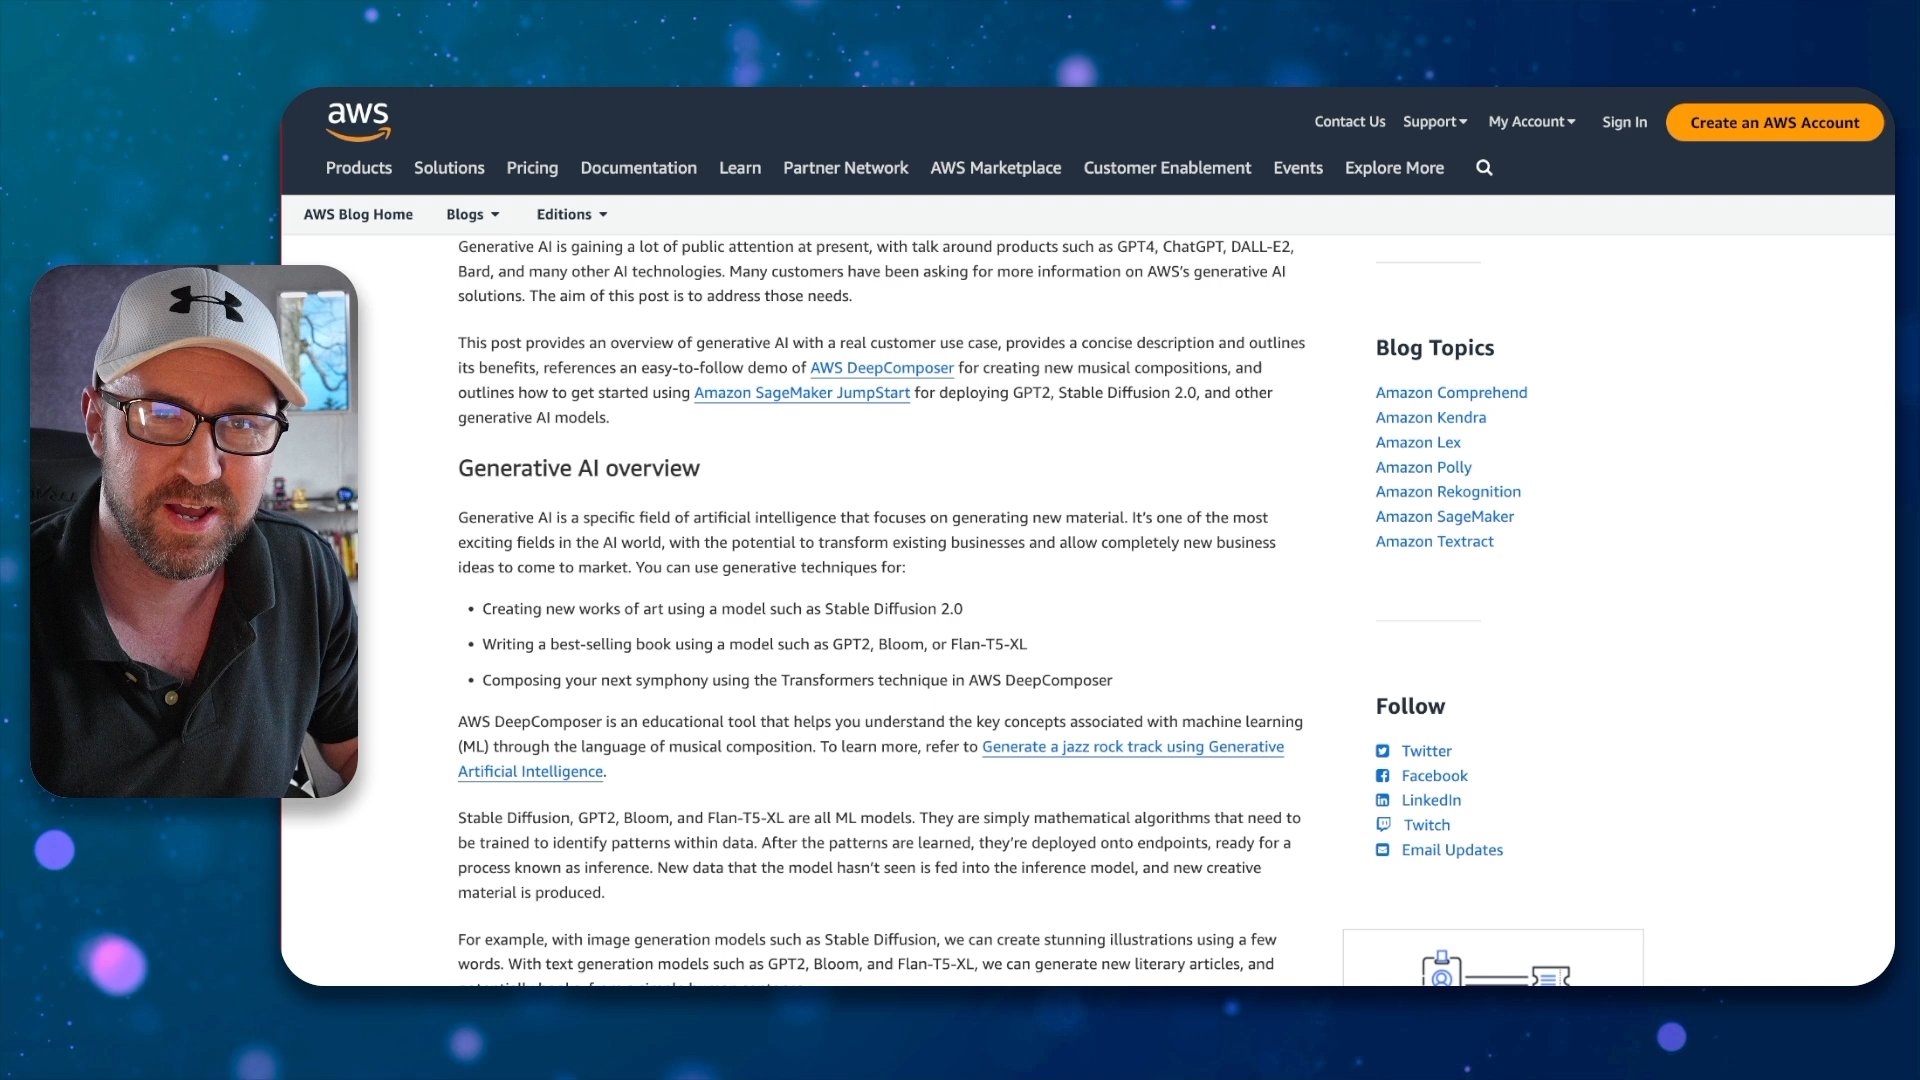 aws
Contact Us Support My Account Sign In Create an AWS Account
Products Solutions Pricing Documentation Learn Partner Network AWS Marketplace Customer Enablement Events Explore More
AWS Blog Home Blogs Editions
Generative AI is gaining a lot of public attention at present, with talk around products such as GPT4, ChatGPT, DALL-E2,
Bard, and many other AI technologies. Many customers have been asking for more information on AWS's generative AI
solutions. The aim of this post is to address those needs.
This post provides an overview of generative AI with a real customer use case, provides a concise description and outlines
its benefits, references an easy-to-follow demo of AWS DeepComposer for creating new musical compositions, and
outlines how to get started using Amazon SageMaker JumpStart for deploying GPT2, Stable Diffusion 2.0, and other
generative AI models.
Generative AI overview
Generative AI is a specific field of artificial intelligence that focuses on generating new material. It's one of the most
exciting fields in the AI world, with the potential to transform existing businesses and allow completely new business
ideas to come to market. You can use generative techniques for:
• Creating new works of art using a model such as Stable Diffusion 2.0
• Writing a best-selling book using a model such as GPT2, Bloom, or Flan-T5-XL
• Composing your next symphony using the Transformers technique in AWS DeepComposer
AWS DeepComposer is an educational tool that helps you understand the key concepts associated with machine learning
(ML) through the language of musical composition. To learn more, refer to Generate a jazz rock track using Generative
Artificial Intelligence.
Stable Diffusion, GPT2, Bloom, and Flan-T5-XL are all ML models. They are simply mathematical algorithms that need to
be trained to identify patterns within data. After the patterns are learned, they're deployed onto endpoints, ready for a
process known as inference. New data that the model hasn't seen is fed into the inference model, and new creative
material is produced.
For example, with image generation models such as Stable Diffusion, we can create stunning illustrations using a few
words. With text generation models such as GPT2, Bloom, and Flan-T5-XL, we can generate new literary articles, and
Blog Topics
Amazon Comprehend
Amazon Kendra
Amazon Lex
Amazon Polly
Amazon Rekognition
Amazon SageMaker
Amazon Textract
Follow
Twitter
Facebook
LinkedIn
Twitch
Email Updates